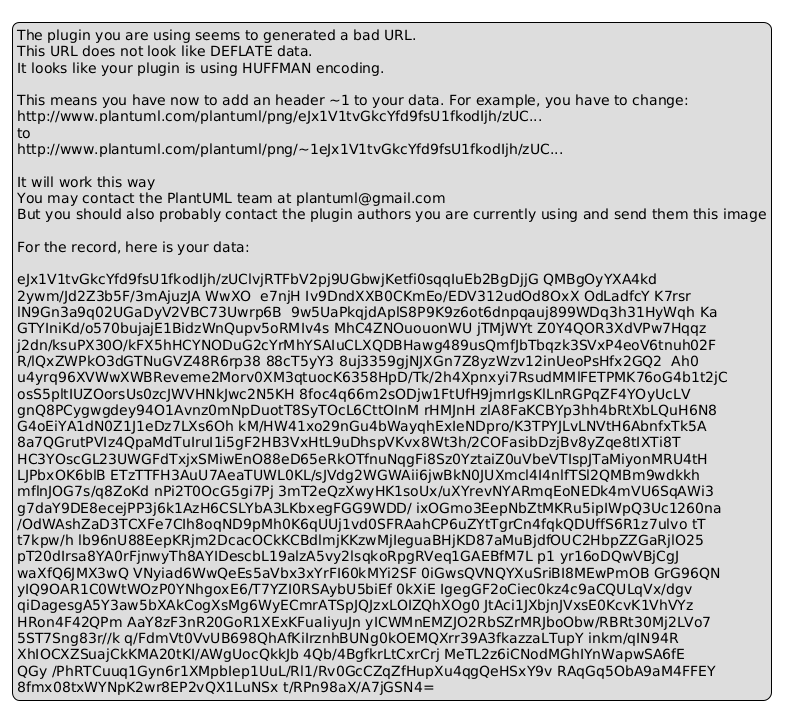 The plugin you are using seems to generated a bad URL.
This URL does not look like DEFLATE data.
It looks like your plugin is using HUFFMAN encoding.
This means you have now to add an header ~1 to your data. For example, you have to change:
http://www.plantuml.com/plantuml/png/eJx1V1tvGkcYfd9fsU1fkodIjh/zUC...
to
http://www.plantuml.com/plantuml/png/~1eJx1V1tvGkcYfd9fsU1fkodIjh/zUC...
It will work this way
You may contact the PlantUML team at plantuml@gmail.com
But you should also probably contact the plugin authors you are currently using and send them this image
For the record, here is your data:
eJx1V1tvGkcYfd9fsU1fkodIjh/zUClvjRTFbV2pj9UGbwjKetfi0sqqIuEb2BgDjjG QMBgOyYXA4kd
2ywm/Jd2Z3b5F/3mAjuzJA WwXO  e7njH Iv9DndXXB0CKmEo/EDV312udOd8OxX OdLadfcY K7rsr
lN9Gn3a9q02UGaDyV2VBC73Uwrp6B  9w5UaPkqjdAplS8P9K9z6ot6dnpqauj899WDq3h31HyWqh Ka
GTYIniKd/o570bujajE1BidzWnQupv5oRMIv4s MhC4ZNOuouonWU jTMjWYt Z0Y4QOR3XdVPw7Hqqz
j2dn/ksuPX30O/kFX5hHCYNODuG2cYrMhYSAIuCLXQDBHawg489usQmfJbTbqzk3SVxP4eoV6tnuh02F
R/lQxZWPkO3dGTNuGVZ48R6rp38 88cT5yY3 8uj3359gjNJXGn7Z8yzWzv12inUeoPsHfx2GQ2  Ah0
u4yrq96XVWwXWBReveme2Morv0XM3qtuocK6358HpD/Tk/2h4Xpnxyi7RsudMMIFETPMK76oG4b1t2jC
osS5pltIUZOorsUs0zcJWVHNkJwc2N5KH 8foc4q66m2sODjw1FtUfH9jmrIgsKlLnRGPqZF4YOyUcLV
gnQ8PCygwgdey94O1Avnz0mNpDuotT8SyTOcL6CttOInM rHMJnH zlA8FaKCBYp3hh4bRtXbLQuH6N8
G4oEiYA1dN0Z1J1eDz7LXs6Oh kM/HW41xo29nGu4bWayqhExleNDpro/K3TPYJLvLNVtH6AbnfxTk5A
8a7QGrutPVIz4QpaMdTuIruI1i5gF2HB3VxHtL9uDhspVKvx8Wt3h/2COFasibDzjBv8yZqe8tIXTi8T
HC3YOscGL23UWGFdTxjxSMiwEnO88eD65eRkOTfnuNqgFi8Sz0YztaiZ0uVbeVTIspJTaMiyonMRU4tH
LJPbxOK6blB ETzTTFH3AuU7AeaTUWL0KL/sJVdg2WGWAii6jwBkN0JUXmcl4I4nlfTSl2QMBm9wdkkh
mflnJOG7s/q8ZoKd nPi2T0OcG5gi7Pj 3mT2eQzXwyHK1soUx/uXYrevNYARmqEoNEDk4mVU6SqAWi3
g7daY9DE8ecejPP3j6k1AzH6CSLYbA3LKbxegFGG9WDD/ ixOGmo3EepNbZtMKRu5ipIWpQ3Uc1260na
/OdWAshZaD3TCXFe7Clh8oqND9pMh0K6qUUj1vd0SFRAahCP6uZYtTgrCn4fqkQDUffS6R1z7ulvo tT
t7kpw/h lb96nU88EepKRjm2DcacOCkKCBdlmjKKzwMjIeguaBHjKD87aMuBjdfOUC2HbpZZGaRjlO25
pT20dIrsa8YA0rFjnwyTh8AYIDescbL19alzA5vy2IsqkoRpgRVeq1GAEBfM7L p1 yr16oDQwVBjCgJ
waXfQ6JMX3wQ VNyiad6WwQeEs5aVbx3xYrFI60kMYi2SF 0iGwsQVNQYXuSriBI8MEwPmOB GrG96QN
yIQ9OAR1C0WtWOzP0YNhgoxE6/T7YZI0RSAybU5biEf 0kXiE IgegGF2oCiec0kz4c9aCQULqVx/dgv
qiDagesgA5Y3aw5bXAkCogXsMg6WyECmrATSpJQJzxLOIZQhXOg0 JtAci1JXbjnJVxsE0KcvK1VhVYz
HRon4F42QPm AaY8zF3nR20GoR1XExKFuaIiyuJn yICWMnEMZJO2RbSZrMRJboObw/RBRt30Mj2LVo7
5ST7Sng83r//k q/FdmVt0VvUB698QhAfKiIrznhBUNg0kOEMQXrr39A3fkazzaLTupY inkm/qIN94R
XhIOCXZSuajCkKMA20tKI/AWgUocQkkJb 4Qb/4BgfkrLtCxrCrj MeTL2z6iCNodMGhIYnWapwSA6fE
QGy /PhRTCuuq1Gyn6r1XMpbIep1UuL/Rl1/Rv0GcCZqZfHupXu4qgQeHSxY9v RAqGq5ObA9aM4FFEY
8fmx08txWYNpK2wr8EP2vQX1LuNSx t/RPn98aX/A7jGSN4=